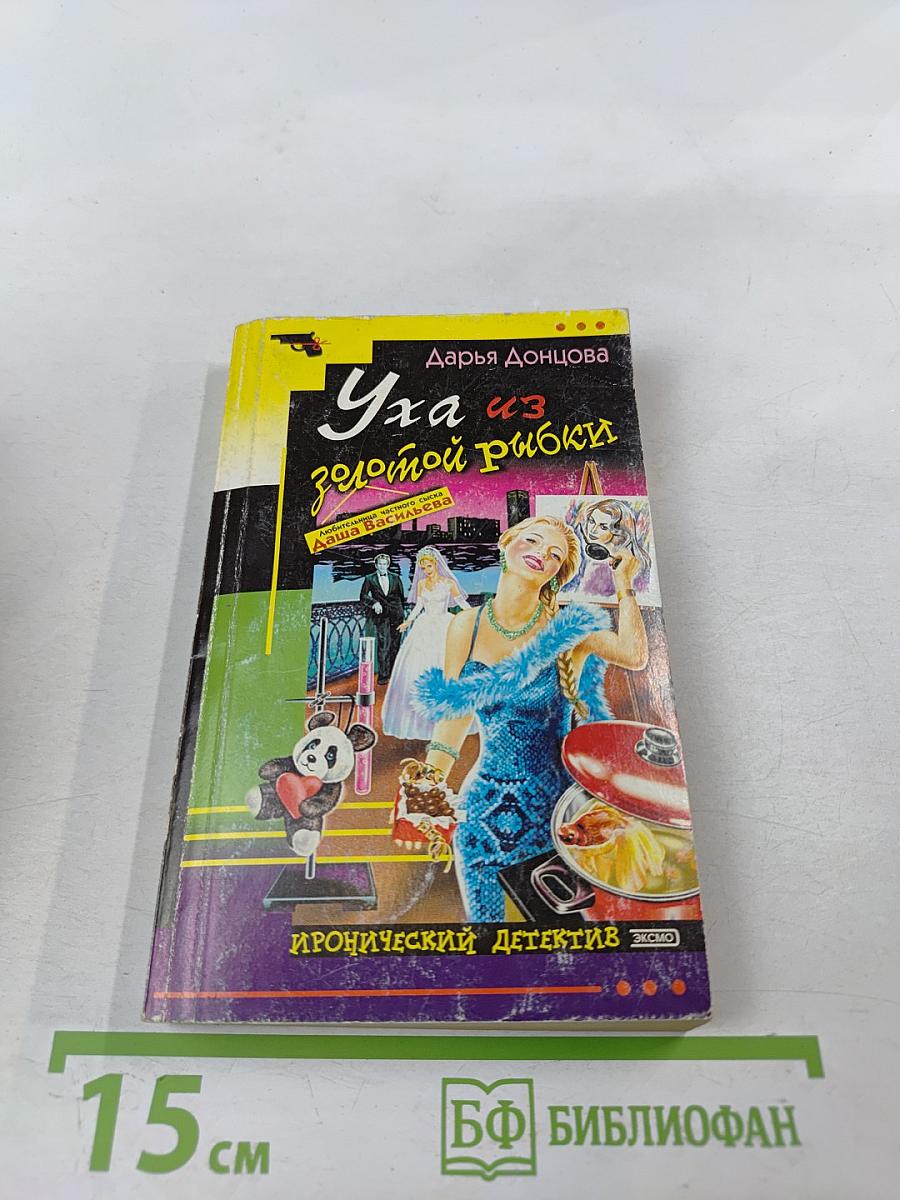 Дарья Донцова
Уха из
золотой рыбки
Любительница частного сыска
Даша Васильева
ИРОНИЧЕСКИЙ ДЕТЕКТИВ
ЭКСМО
15 см
БФ БИБЛИОФАН